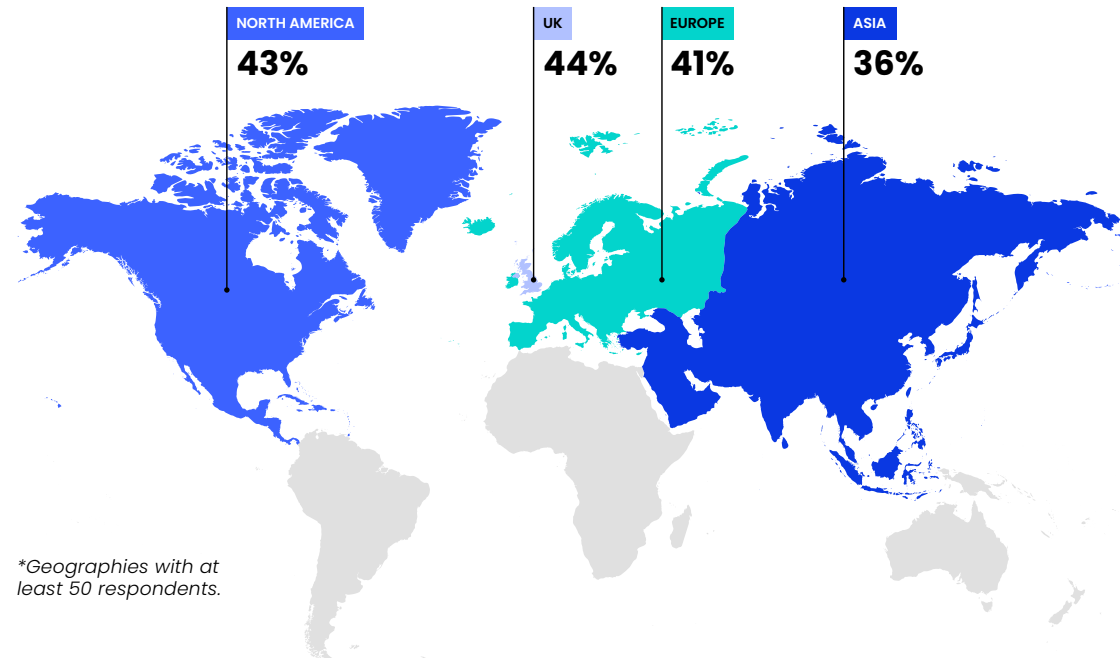 NORTH AMERICA
43%
UK
44%
EUROPE
41%
ASIA
36%
*Geographies with at
least 50 respondents.